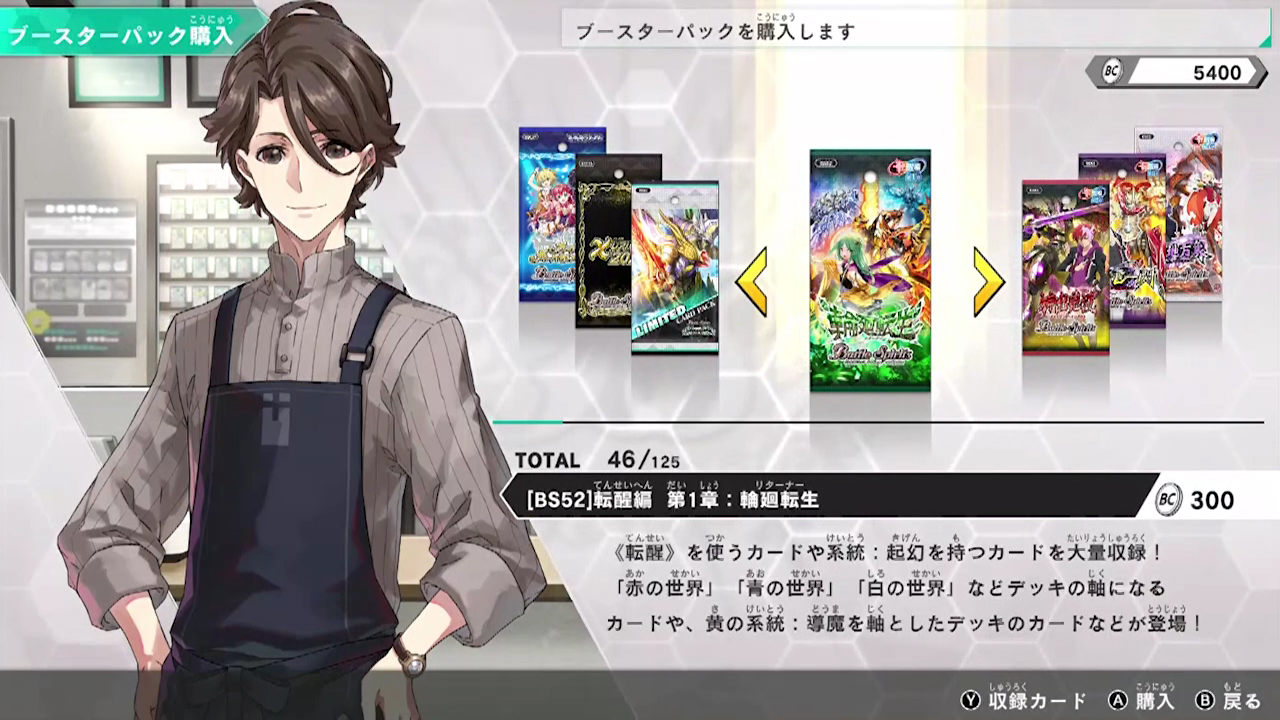 ブースターパック購入
ブースターパックを購入します
BC 5400
LIMITED
CARD PACK
Battle Spirits
TOTAL 46/125
[BS52]転醒編 第1章：輪廻転生
BC 300
《転醒》を使うカードや系統：起幻を持つカードを大量収録！
「赤の世界」「青の世界」「白の世界」などデッキの軸になる
カードや、黄の系統：導魔を軸としたデッキのカードなどが登場！
Y 収録カード A 購入 B 戻る